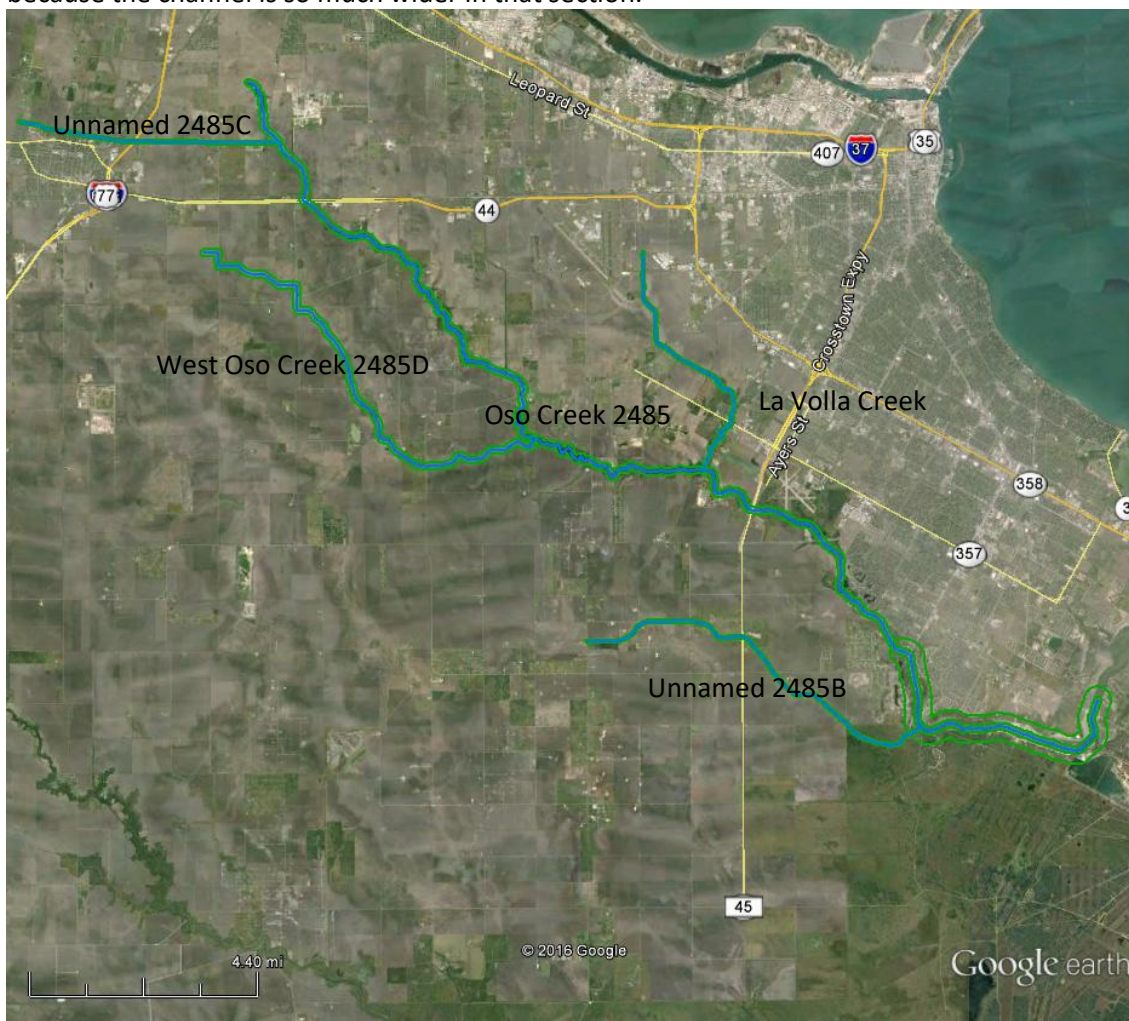 because the channel is so much wider in that section.
Leopard St
Unnamed 2485C
407
37
35
77
44
Crosstown Expy
West Oso Creek 2485D
La Volla Creek
Oso Creek 2485
Ayers St
358
3
357
Unnamed 2485B
45
4.40 mi
© 2016 Google
Google earth